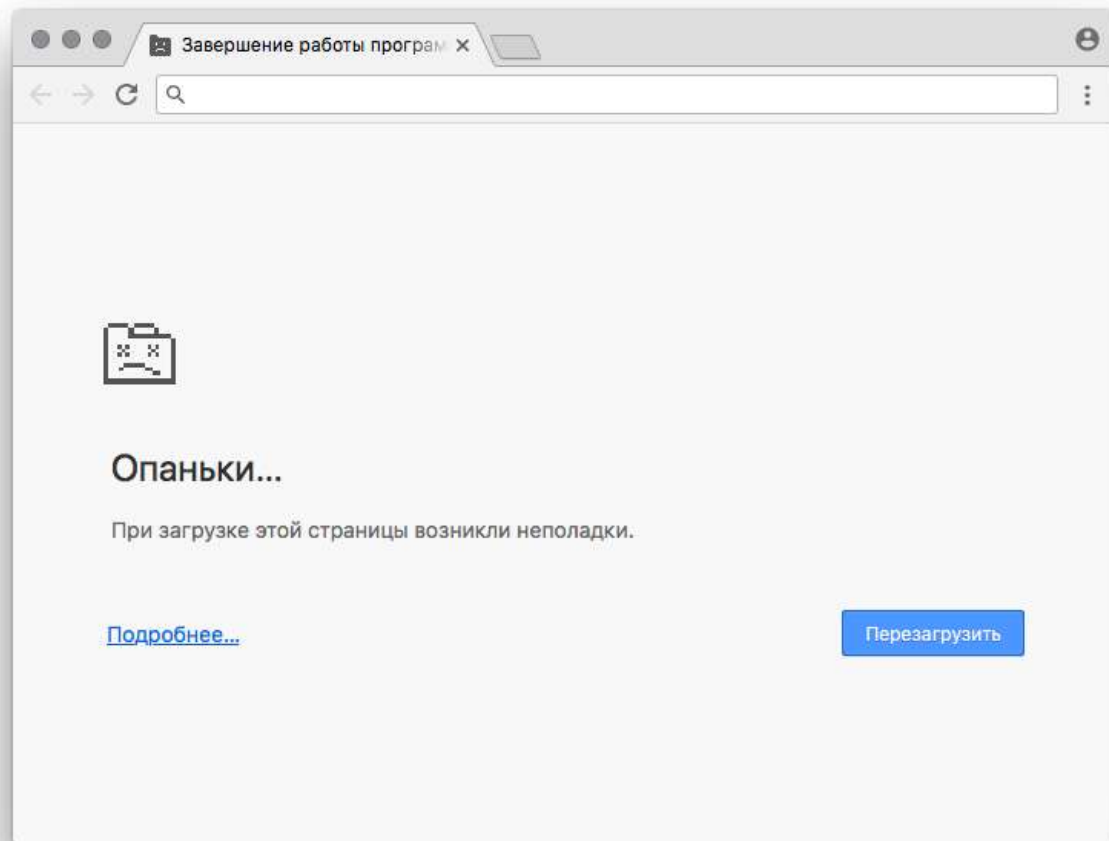 Завершение работы програм
Опаньки...
При загрузке этой страницы возникли неполадки.
Подробнее...
Перезагрузить